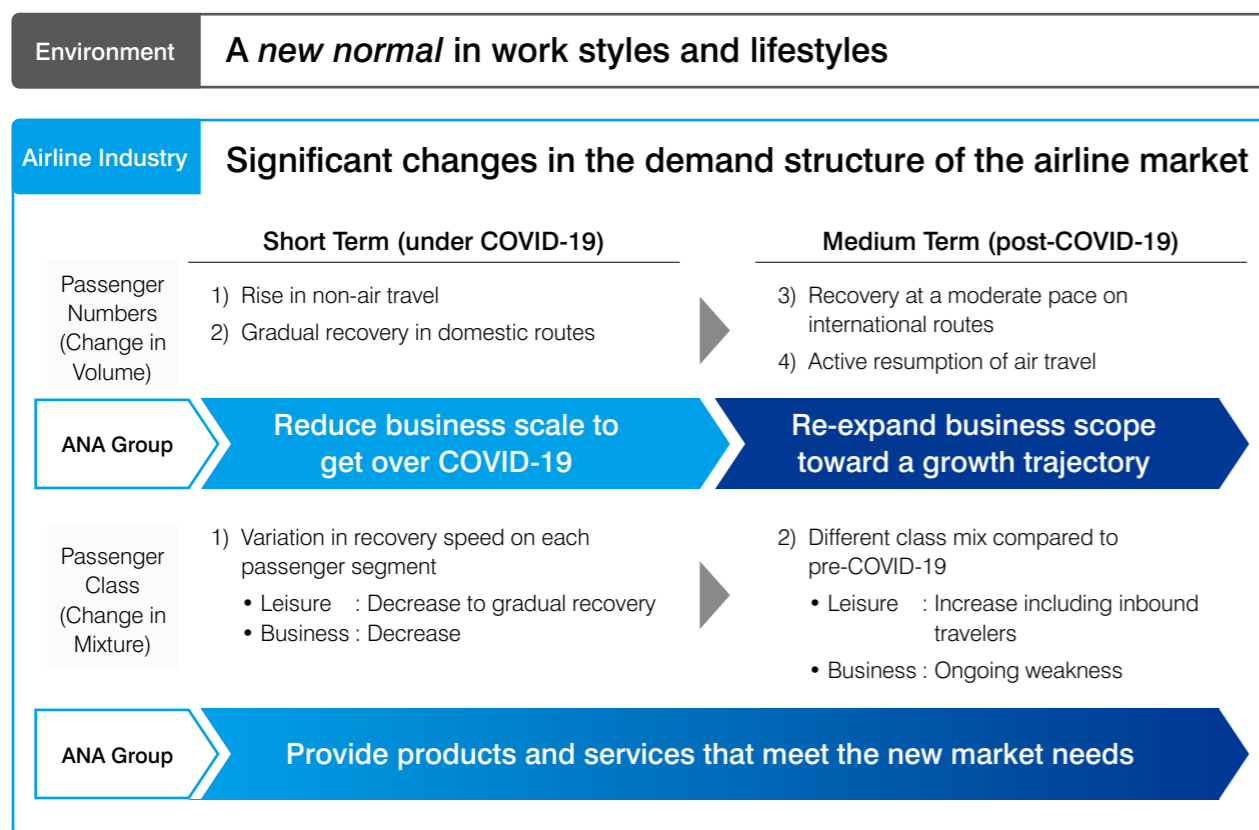 Environment
A new normal in work styles and lifestyles
Airline Industry
Significant changes in the demand structure of the airline market
Short Term (under COVID-19)
Medium Term (post-COVID-19)
Passenger
Numbers
(Change in
Volume)
1) Rise in non-air travel
2) Gradual recovery in domestic routes
3) Recovery at a moderate pace on
international routes
4) Active resumption of air travel
ANA Group
Reduce business scale to
get over COVID-19
Re-expand business scope
toward a growth trajectory
Passenger
Class
(Change in
Mixture)
1) Variation in recovery speed on each
passenger segment
• Leisure : Decrease to gradual recovery
• Business : Decrease
2) Different class mix compared to
pre-COVID-19
• Leisure : Increase including inbound
travelers
• Business : Ongoing weakness
ANA Group
Provide products and services that meet the new market needs